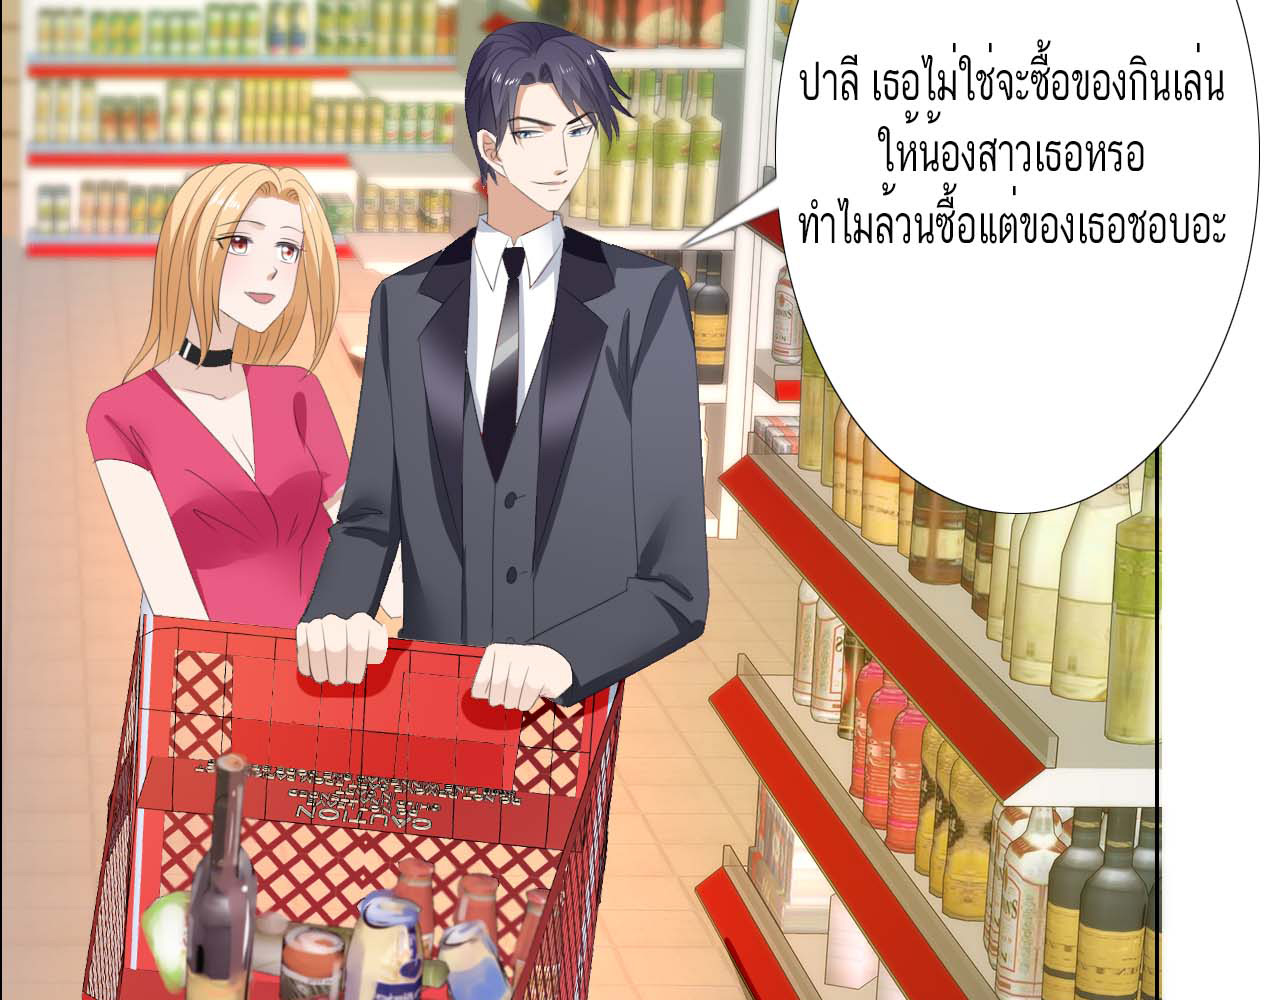 ปาลี เธอไม่ใช่จะซื้อของกินเล่น
ให้น้องสาวเธอหรอ
ทำไมล้วนซื้อแต่ของเธอชอบอะ
CAUTION